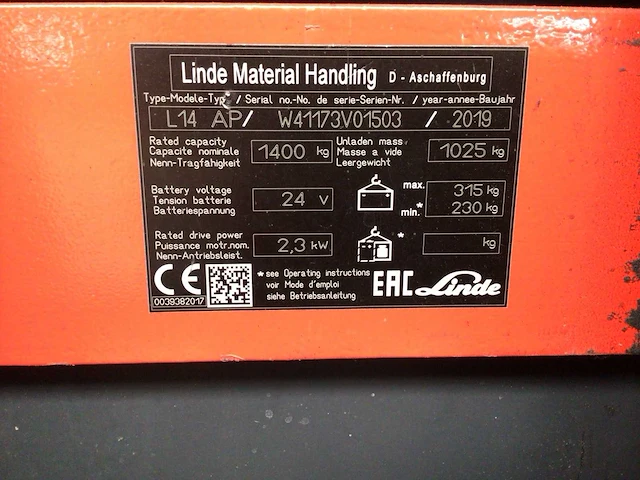 Linde Material Handling D - Aschaffenburg
Type-Modele-Typ / Serial no.-No. de serie-Serien-Nr. / year-annee-Baujahr
L14 AP / W41173V01503 / 2019
Rated capacity
Capacite nominale
Nenn-Tragfahigkeit
1400 kg
Unladen mass
Masse a vide
Leergewicht
1025 kg
Battery voltage
Tension batterie
Batteriespannung
24 V
max. 315 kg
min.* 230 kg
Rated drive power
Puissance motr.nom.
Nenn-Antriebsleist.
2,3 kW
* kg
CE
0039382017
*see Operating instructions
voir Mode d'emploi
siehe Betriebsanleitung
EAC Linde